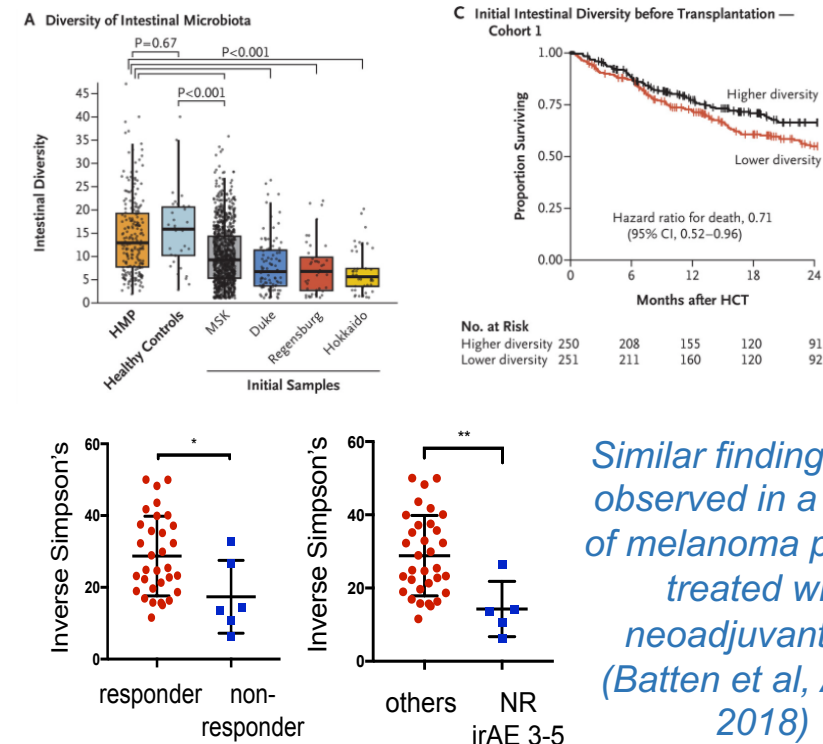 A Diversity of Intestinal Microbiota
P=0.67
P<0.001
P<0.001
Intestinal Diversity
45
40
35
30
25
20
15
10
5
0
HMP
Healthy Controls
MSK
Duke
Regensburg
Hokkaido
Initial Samples
C Initial Intestinal Diversity before Transplantation —
Cohort 1
Proportion Surviving
1.00
0.75
0.50
0.25
0.00
Higher diversity
Lower diversity
Hazard ratio for death, 0.71
(95% CI, 0.52–0.96)
0 6 12 18 24
Months after HCT
No. at Risk
Higher diversity 250 208 155 120 91
Lower diversity 251 211 160 120 92
Inverse Simpson's
60
40
20
0
*
responder non-
responder
Inverse Simpson's
60
40
20
0
**
others NR
irAE 3-5
Similar finding
observed in a
of melanoma p
treated w
neoadjuvant
(Batten et al,
2018)